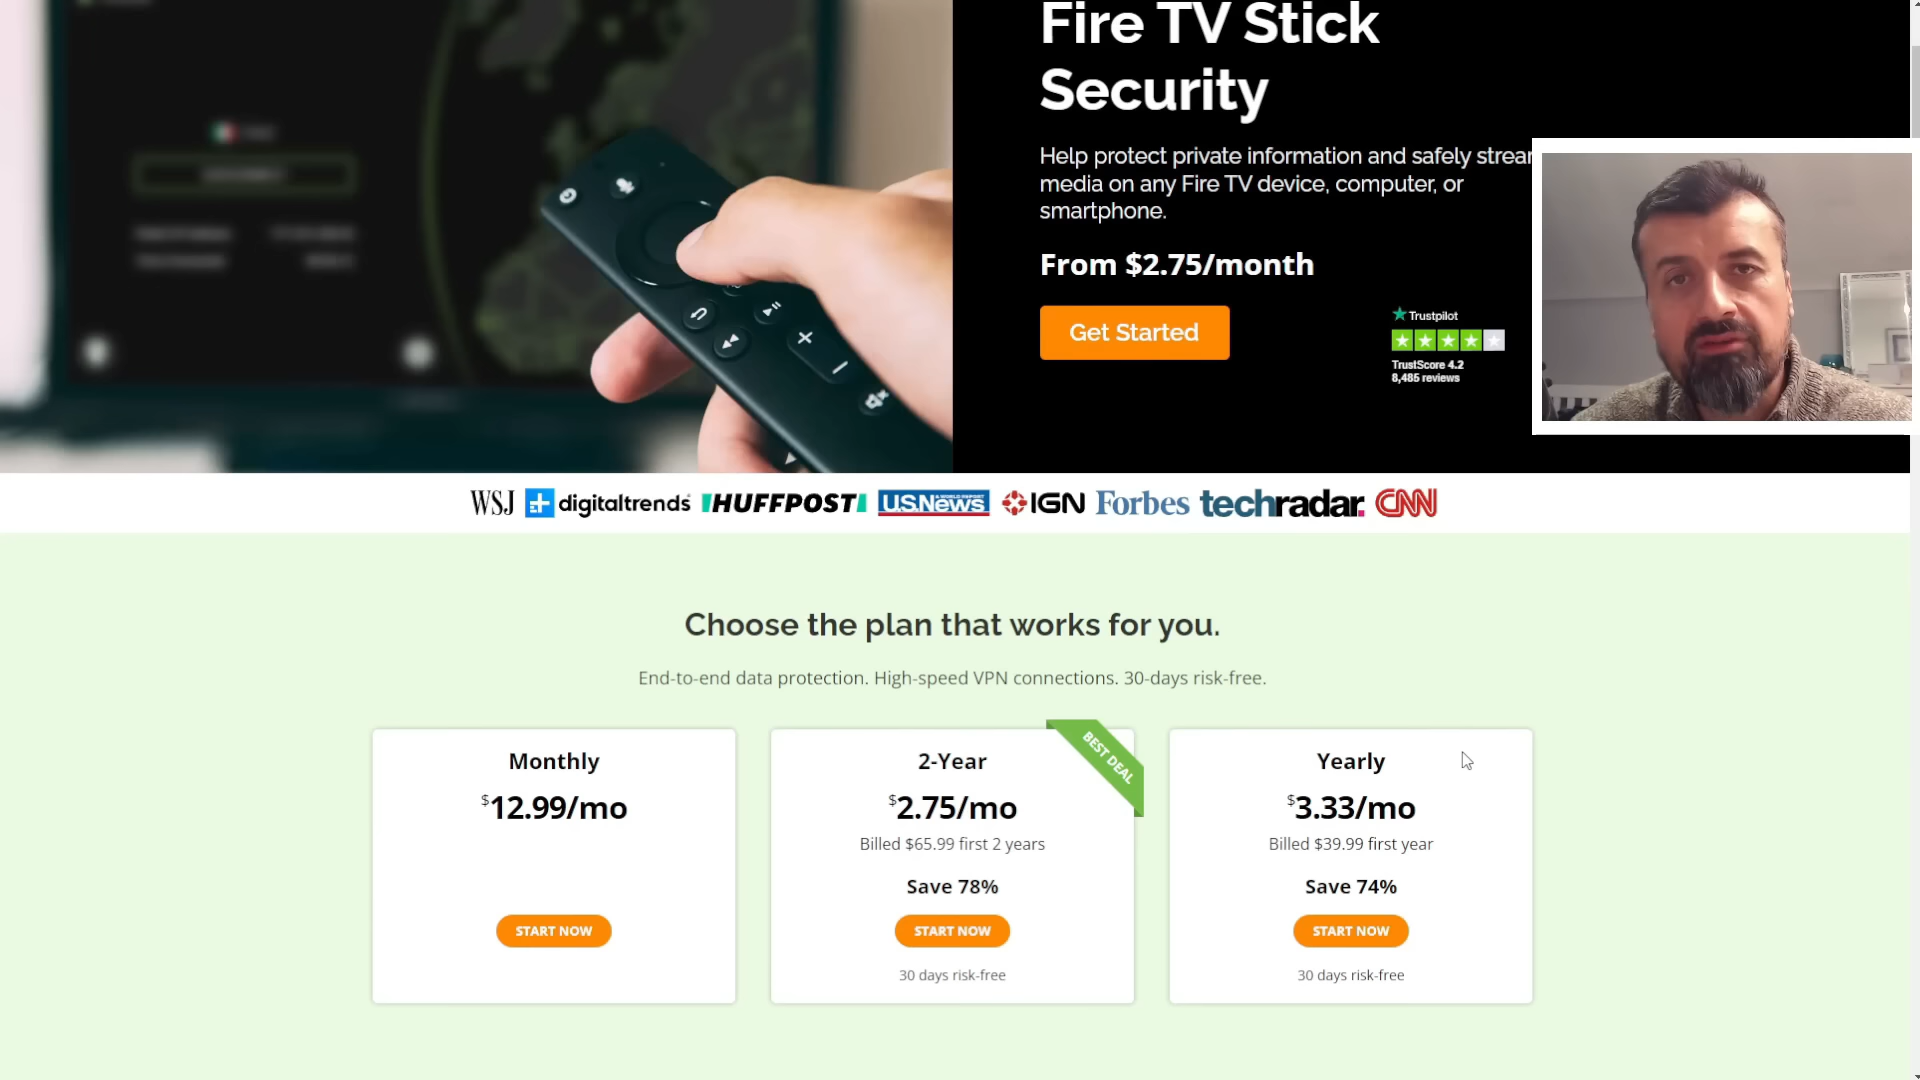 Fire TV Stick
Security
Help protect private information and safely strear
media on any Fire TV device, computer, or
smartphone.
From $2.75/month
Get Started
Trustpilot
TrustScore 4.2
8,485 reviews
WSJ digitaltrends HUFFPOST U.S.News IGN Forbes techradar. CNN
Choose the plan that works for you.
End-to-end data protection. High-speed VPN connections. 30-days risk-free.
Monthly
$12.99/mo
START NOW
BEST DEAL
2-Year
$2.75/mo
Billed $65.99 first 2 years
Save 78%
START NOW
30 days risk-free
Yearly
$3.33/mo
Billed $39.99 first year
Save 74%
START NOW
30 days risk-free